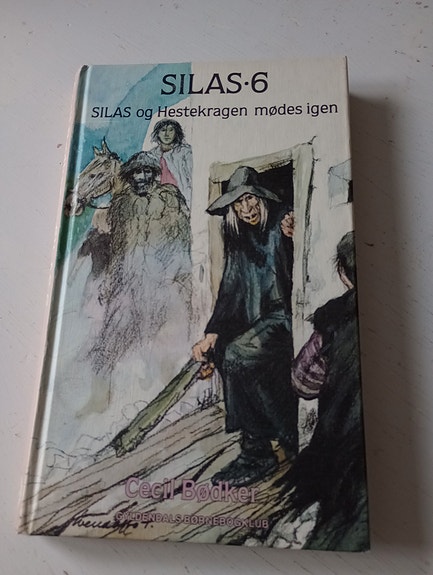 SILAS·6
SILAS og Hestekragen mødes igen
Cecil Bødker
GYLDENDALS BØRNEBOGKLUB